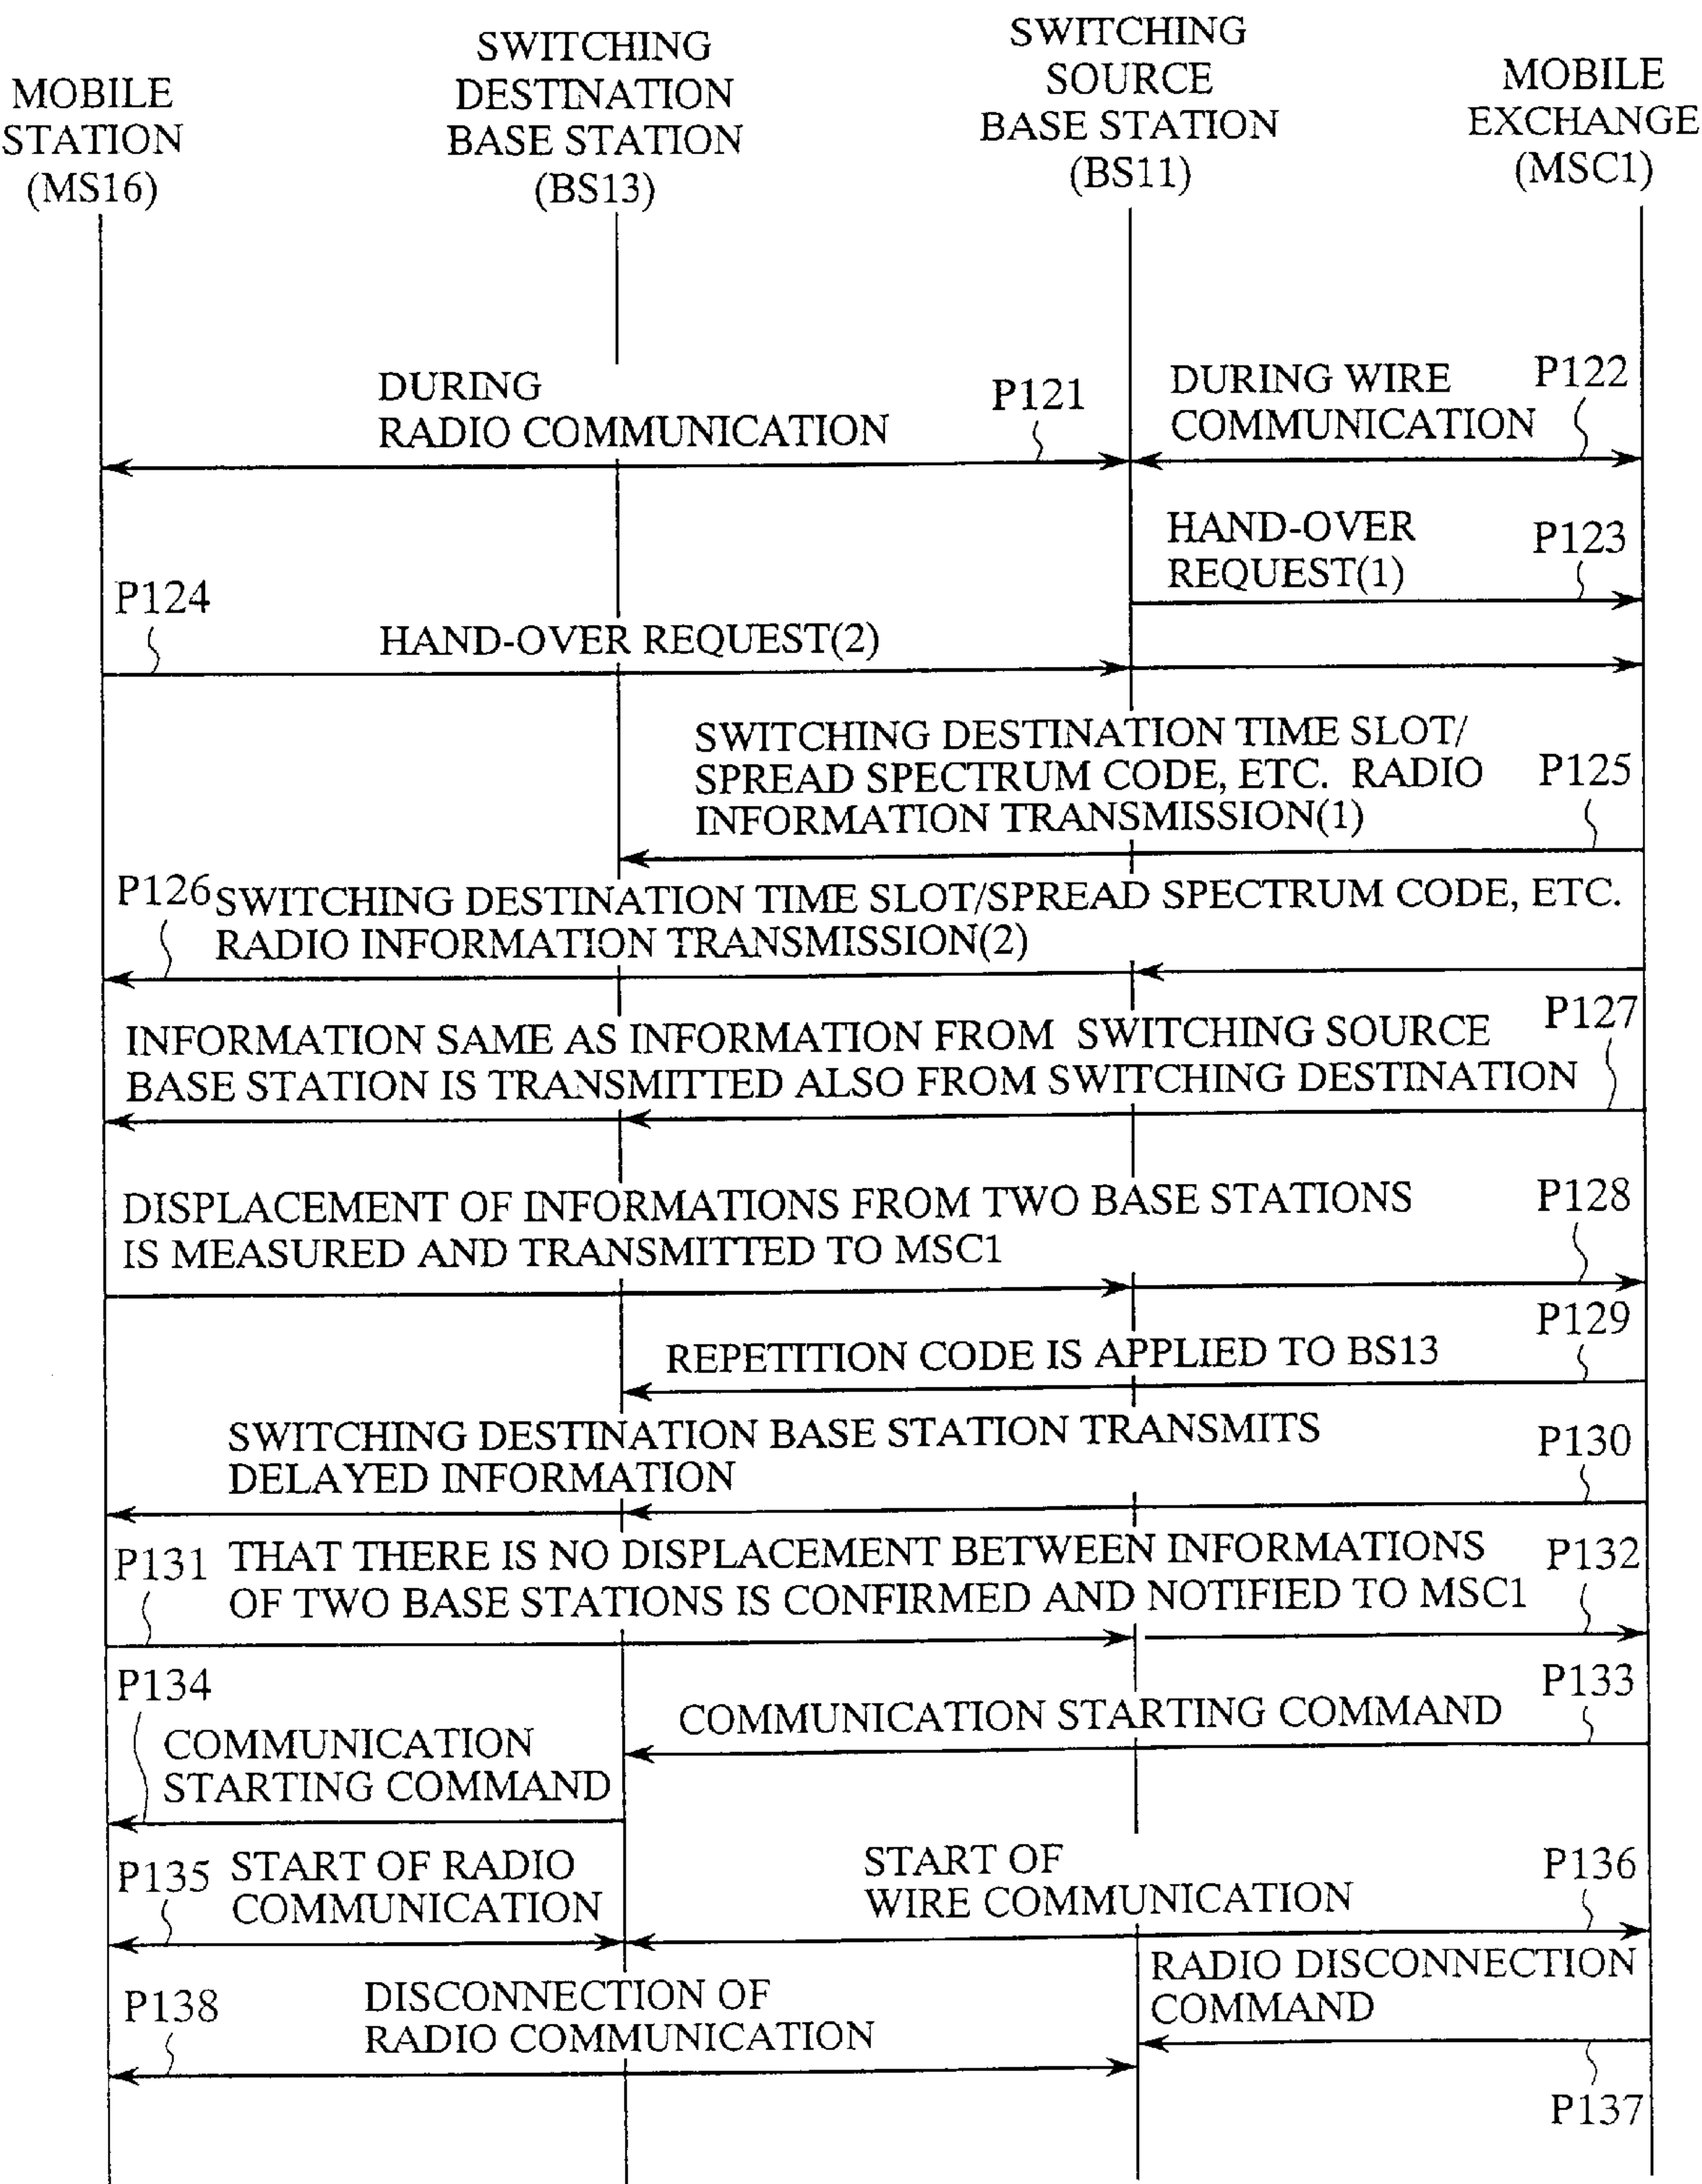 MOBILE
STATION
(MS16)
SWITCHING
DESTINATION
BASE STATION
(BS13)
SWITCHING
SOURCE
BASE STATION
(BS11)
MOBILE
EXCHANGE
(MSC1)
DURING
RADIO COMMUNICATION
P121
DURING WIRE
COMMUNICATION
P122
HAND-OVER
REQUEST(1)
P123
P124
HAND-OVER REQUEST(2)
SWITCHING DESTINATION TIME SLOT/
SPREAD SPECTRUM CODE, ETC. RADIO
INFORMATION TRANSMISSION(1)
P125
P126
SWITCHING DESTINATION TIME SLOT/SPREAD SPECTRUM CODE, ETC.
RADIO INFORMATION TRANSMISSION(2)
P127
INFORMATION SAME AS INFORMATION FROM SWITCHING SOURCE
BASE STATION IS TRANSMITTED ALSO FROM SWITCHING DESTINATION
DISPLACEMENT OF INFORMATIONS FROM TWO BASE STATIONS
IS MEASURED AND TRANSMITTED TO MSC1
P128
P129
REPETITION CODE IS APPLIED TO BS13
SWITCHING DESTINATION BASE STATION TRANSMITS
DELAYED INFORMATION
P130
P131
THAT THERE IS NO DISPLACEMENT BETWEEN INFORMATIONS
OF TWO BASE STATIONS IS CONFIRMED AND NOTIFIED TO MSC1
P132
P134
COMMUNICATION
STARTING COMMAND
COMMUNICATION STARTING COMMAND
P133
P135
START OF RADIO
COMMUNICATION
START OF
WIRE COMMUNICATION
P136
P138
DISCONNECTION OF
RADIO COMMUNICATION
RADIO DISCONNECTION
COMMAND
P137